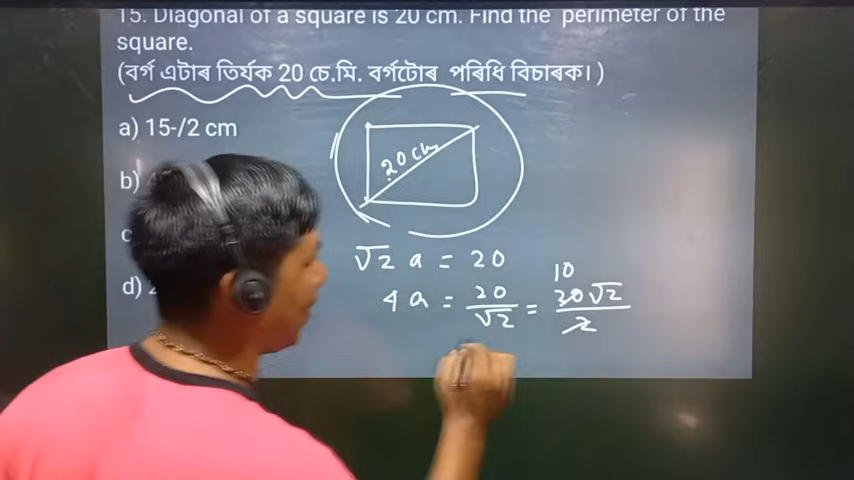 15. Diagonal of a square is 20 cm. Find the perimeter of the
square.
(বৰ্গ এটাৰ তিৰ্যক 20 চে.মি. বৰ্গটোৰ পৰিধি বিচাৰক।)
a) 15-/2 cm
b)
d)
20 cm
√2 a = 20
10
4 a = 20/√2 = 20√2/2